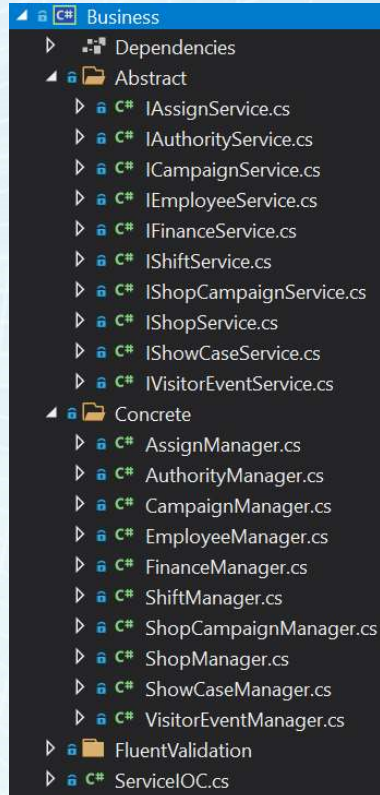 C# Business
Dependencies
Abstract
C# IAssignService.cs
C# IAuthorityService.cs
C# ICampaignService.cs
C# IEmployeeService.cs
C# IFinanceService.cs
C# IShiftService.cs
C# IShopCampaignService.cs
C# IShopService.cs
C# IShowCaseService.cs
C# IVisitorEventService.cs
Concrete
C# AssignManager.cs
C# AuthorityManager.cs
C# CampaignManager.cs
C# EmployeeManager.cs
C# FinanceManager.cs
C# ShiftManager.cs
C# ShopCampaignManager.cs
C# ShopManager.cs
C# ShowCaseManager.cs
C# VisitorEventManager.cs
FluentValidation
C# ServiceIOC.cs